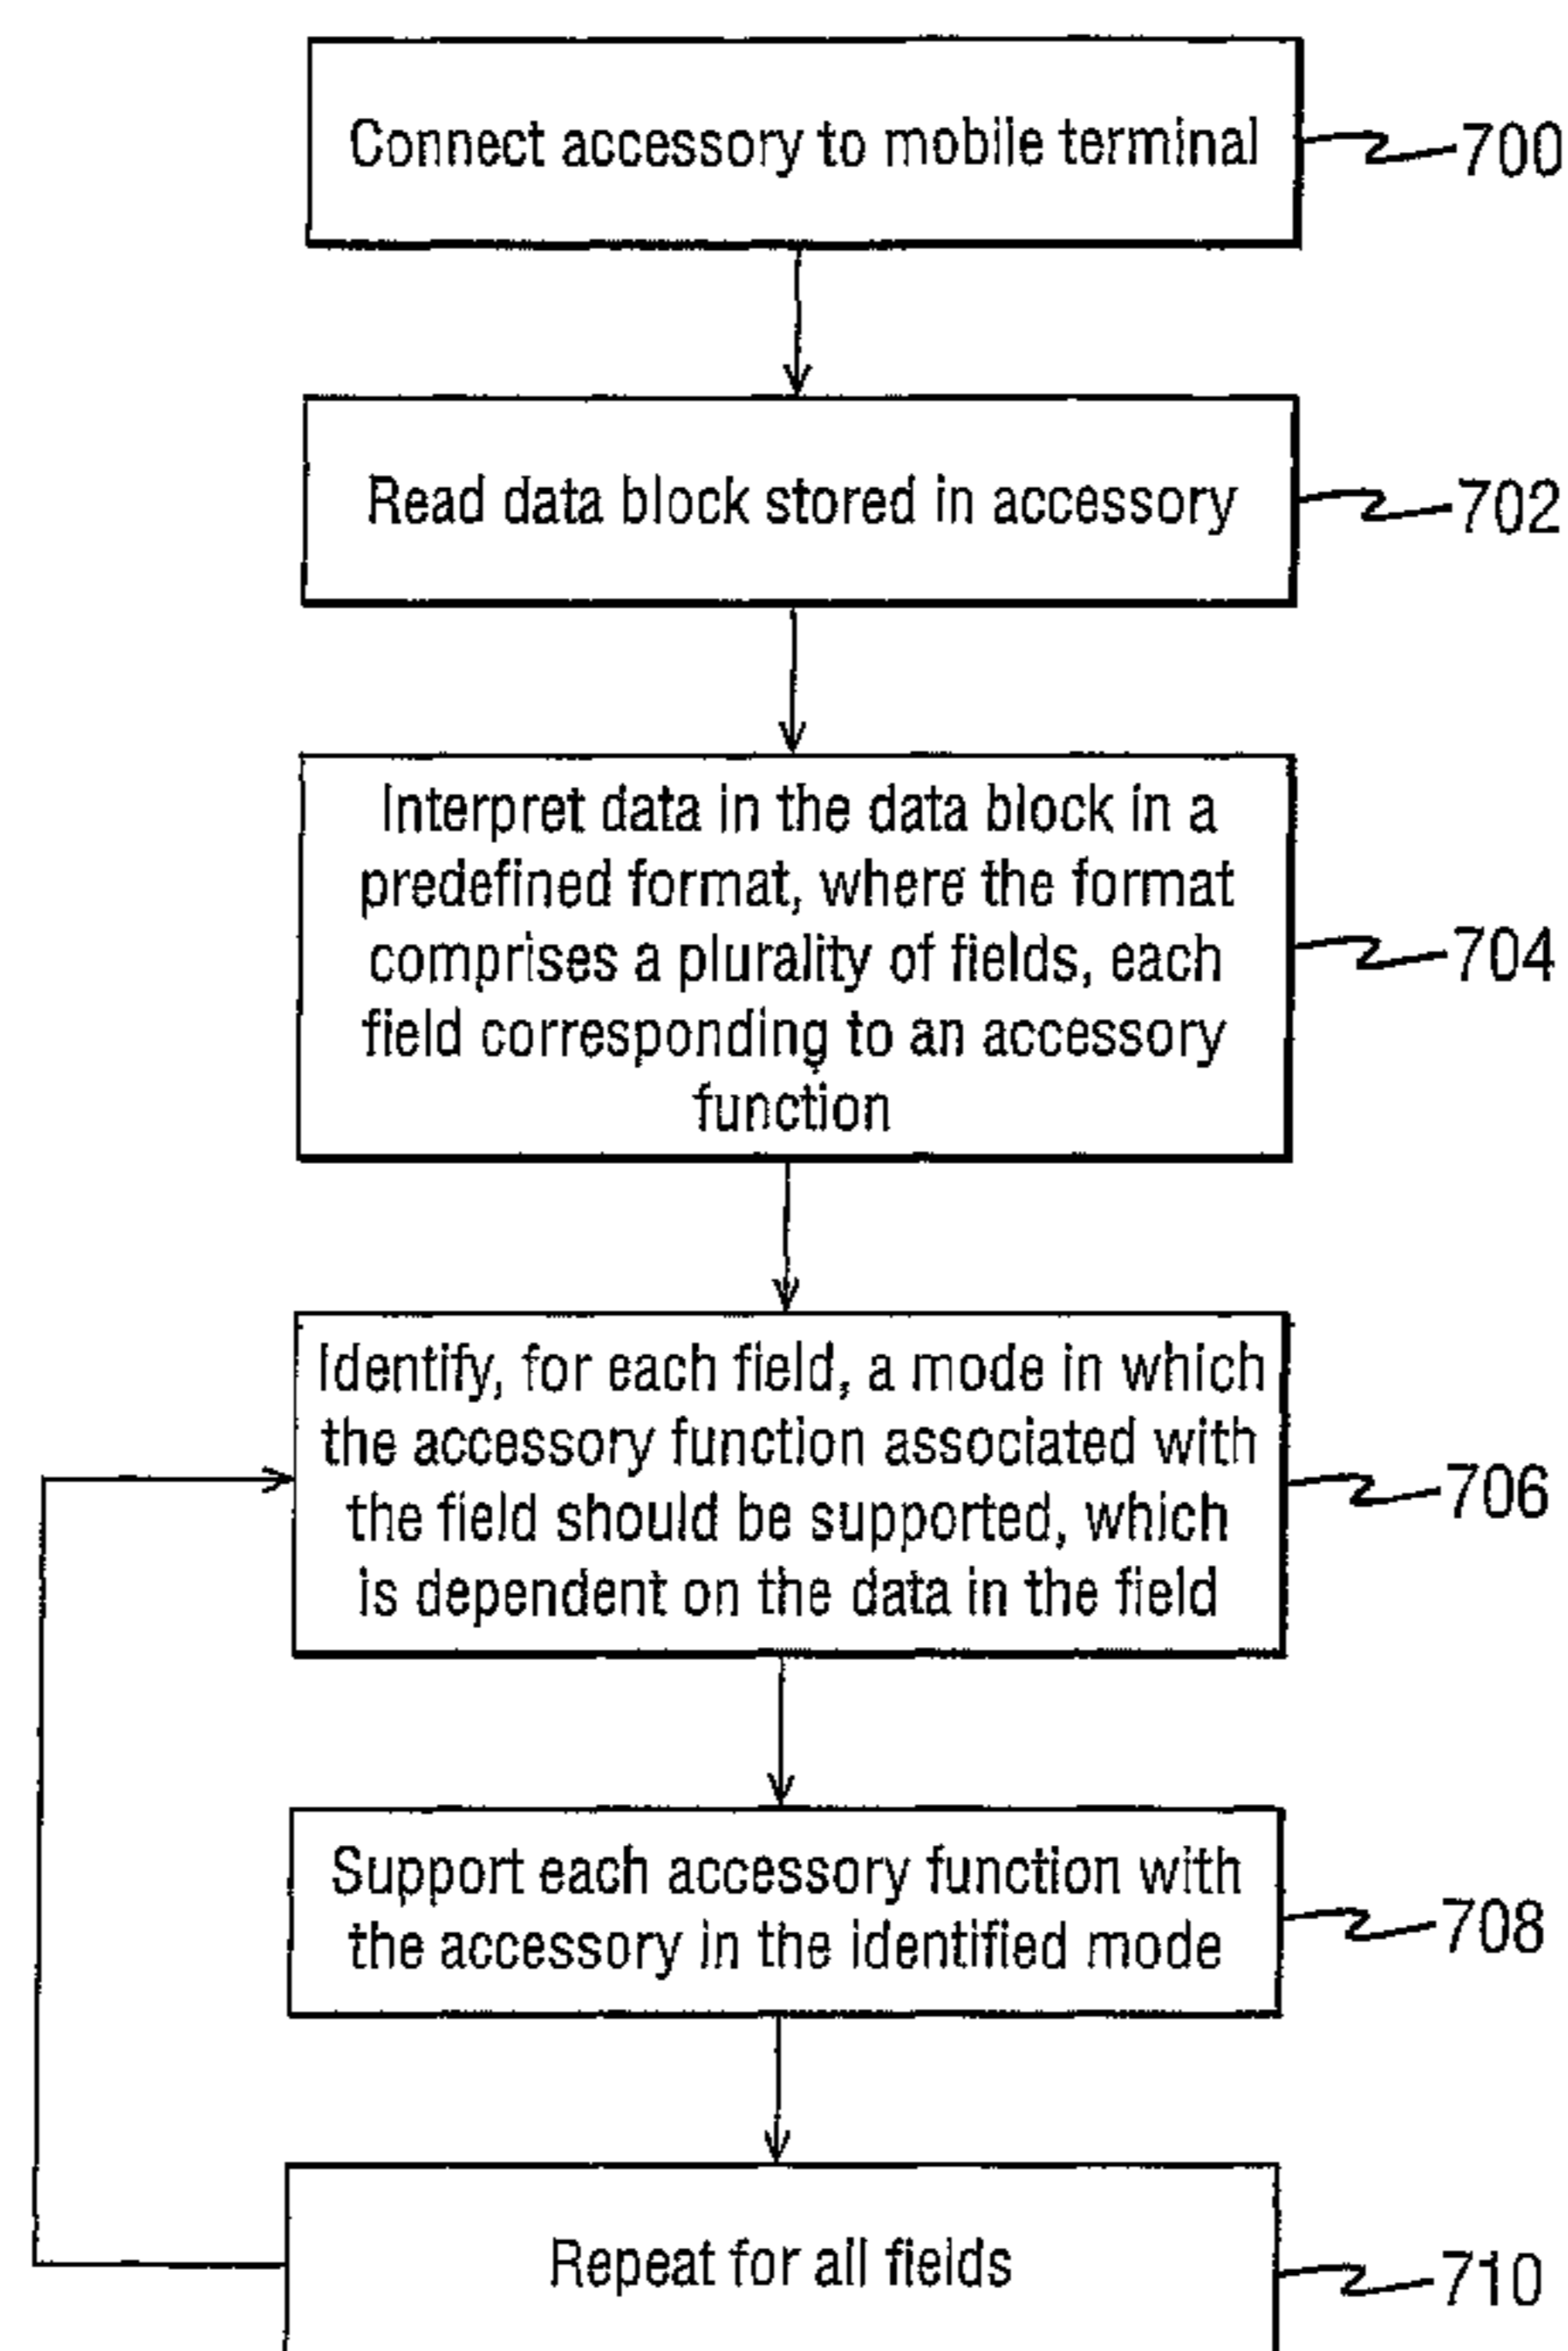 Connect accessory to mobile terminal
700
Read data block stored in accessory
702
Interpret data in the data block in a
predefined format, where the format
comprises a plurality of fields, each
field corresponding to an accessory
function
704
Identify, for each field, a mode in which
the accessory function associated with
the field should be supported, which
is dependent on the data in the field
706
Support each accessory function with
the accessory in the identified mode
708
Repeat for all fields
710